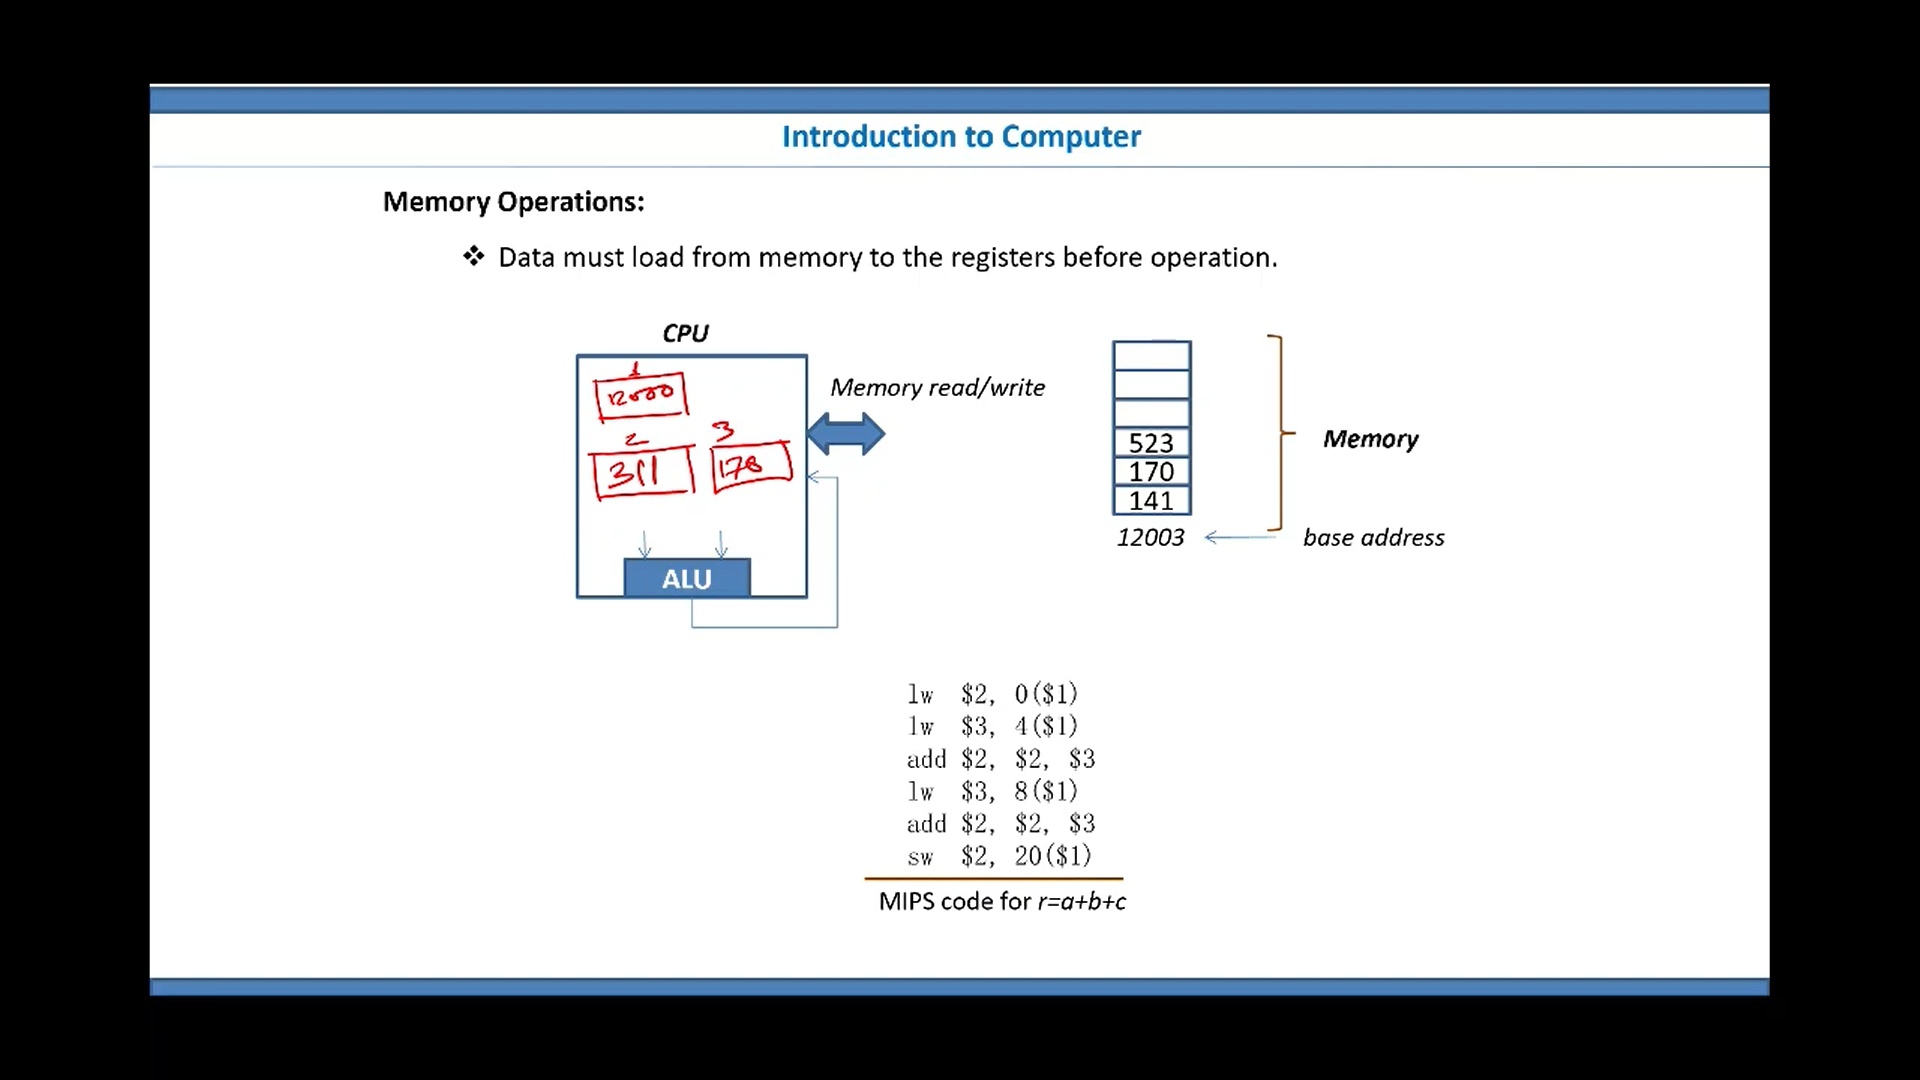 Introduction to Computer
Memory Operations:
❖ Data must load from memory to the registers before operation.
CPU
1
12000
2
3
311
178
Memory read/write
ALU
523
170
141
12003
base address
Memory
lw $2, 0($1)
lw $3, 4($1)
add $2, $2, $3
lw $3, 8($1)
add $2, $2, $3
sw $2, 20($1)
MIPS code for r=a+b+c